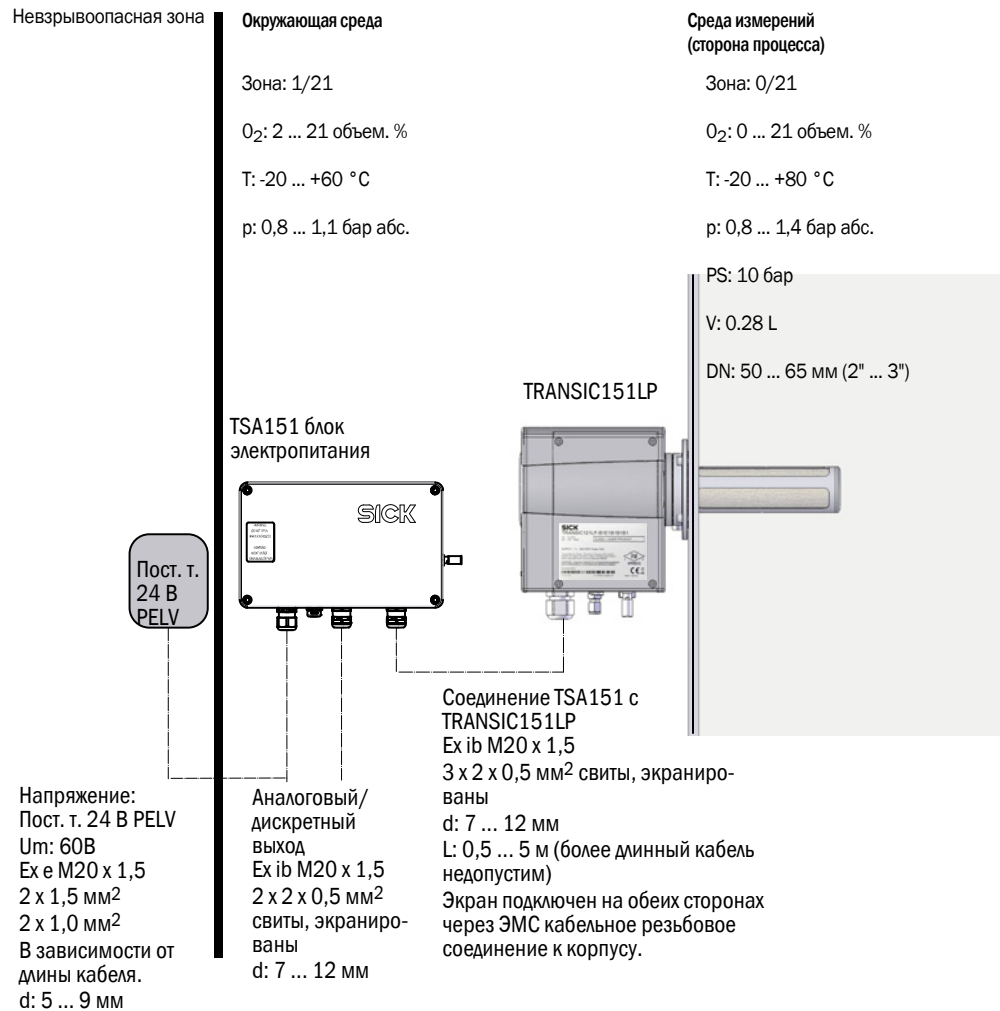 Невзрывоопасная зона
Окружающая среда
Зона: 1/21
O2: 2 ... 21 объем. %
T: -20 ... +60 °C
p: 0,8 ... 1,1 бар абс.
Среда измерений
(сторона процесса)
Зона: 0/21
O2: 0 ... 21 объем. %
T: -20 ... +80 °C
p: 0,8 ... 1,4 бар абс.
PS: 10 бар
V: 0.28 L
DN: 50 ... 65 мм (2" ... 3")
TRANSIC151LP
TSA151 блок
электропитания
SICK
SICK
Пост. т.
24 В
PELV
Напряжение:
Пост. т. 24 В PELV
Um: 60В
Ex e M20 x 1,5
2 x 1,5 мм2
2 x 1,0 мм2
В зависимости от
длины кабеля.
d: 5 ... 9 мм
Аналоговый/
дискретный
выход
Ex ib M20 x 1,5
2 x 2 x 0,5 мм2
свиты, экраниро-
ваны
d: 7 ... 12 мм
Соединение TSA151 с
TRANSIC151LP
Ex ib M20 x 1,5
3 x 2 x 0,5 мм2 свиты, экраниро-
ваны
d: 7 ... 12 мм
L: 0,5 ... 5 м (более длинный кабель
недопустим)
Экран подключен на обеих сторонах
через ЭМС кабельное резьбовое
соединение к корпусу.